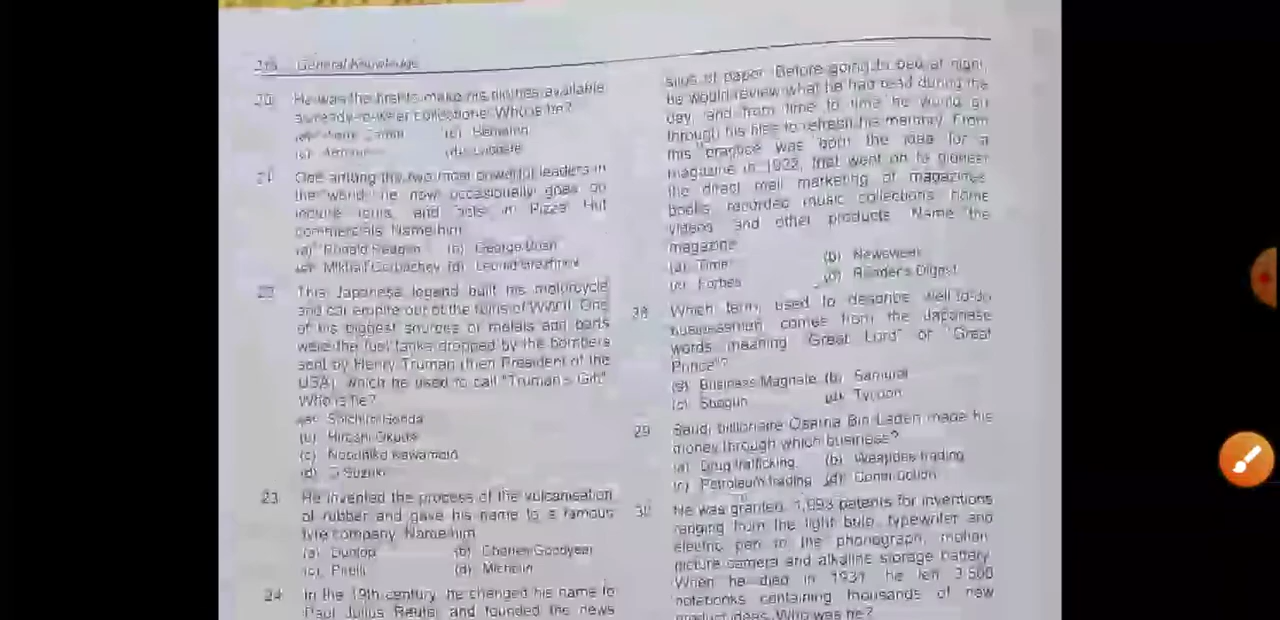 General Knowledge
20 He was the first to make his clothes available
as ready-to-wear collections. Who is he?
(c) Armani
21 One among the two most powerful leaders in
the world, he now occasionally goes on
lecture tours, and acts in Pizza Hut
commercials. Name him
(a) Ronald Reagan (b) George Bush
(c) Mikhail Gorbachev (d) Leonid Brezhnev
22 This Japanese legend built his motorcycle
and car empire out of the ruins of WWII. One
of his biggest sources of metals and parts
were the fuel tanks dropped by the bombers
sent by Henry Truman (then President of the
USA), which he used to call "Truman's Gift"
Who is he?
(a) Soichiro Honda
(b) Hiroshi Okuda
(c) Nobuhiko Kawamoto
(d) Suzuki
23 He invented the process of the vulcanisation
of rubber and gave his name to a famous
tyre company. Name him
(a) Dunlop (b) Charles Goodyear
(c) Pirelli (d) Michelin
24 In the 19th century, he changed his name to
Paul Julius Reuter and founded the news
slips of paper. Before going to bed at night,
he would review what he had read during the
day, and from time to time he would go
through his files to refresh his memory. From
this practice was born the idea for a
magazine in 1922, that went on to pioneer
the direct mail marketing of magazines,
books, recorded music collections, home
videos and other products. Name the
magazine
(a) Time (b) Newsweek
(c) Forbes (d) Reader's Digest
Which term, used to describe well-to-do
businessmen, comes from the Japanese
words meaning "Great Lord" or "Great
Prince"?
(a) Business Magnate (b) Samurai
(c) Shogun (d) Tycoon
29 Saudi billionaire Osama Bin Laden made his
money through which business?
(a) Drug trafficking (b) Weapons trading
(c) Petroleum trading (d) Construction
He was granted 1,093 patents for inventions
ranging from the light bulb, typewriter and
electric pen to the phonograph, motion
picture camera and alkaline storage battery.
When he died in 1931, he left 3,500
notebooks containing thousands of new
product ideas. Who was he?